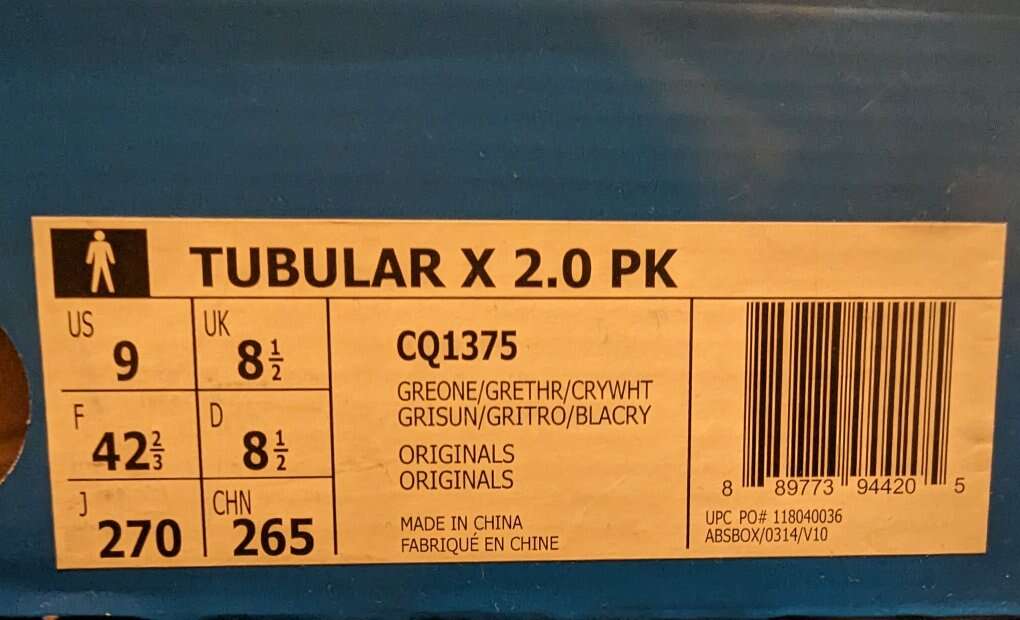 TUBULAR X 2.0 PK
US
9
UK
8 1/2
F
42 2/3
D
8 1/2
J
270
CHN
265
CQ1375
GREONE/GRETHR/CRYWHT
GRISUN/GRITRO/BLACRY
ORIGINALS
ORIGINALS
MADE IN CHINA
FABRIQUÉ EN CHINE
8 89773 94420 5
UPC PO# 118040036
ABSBOX/0314/V10